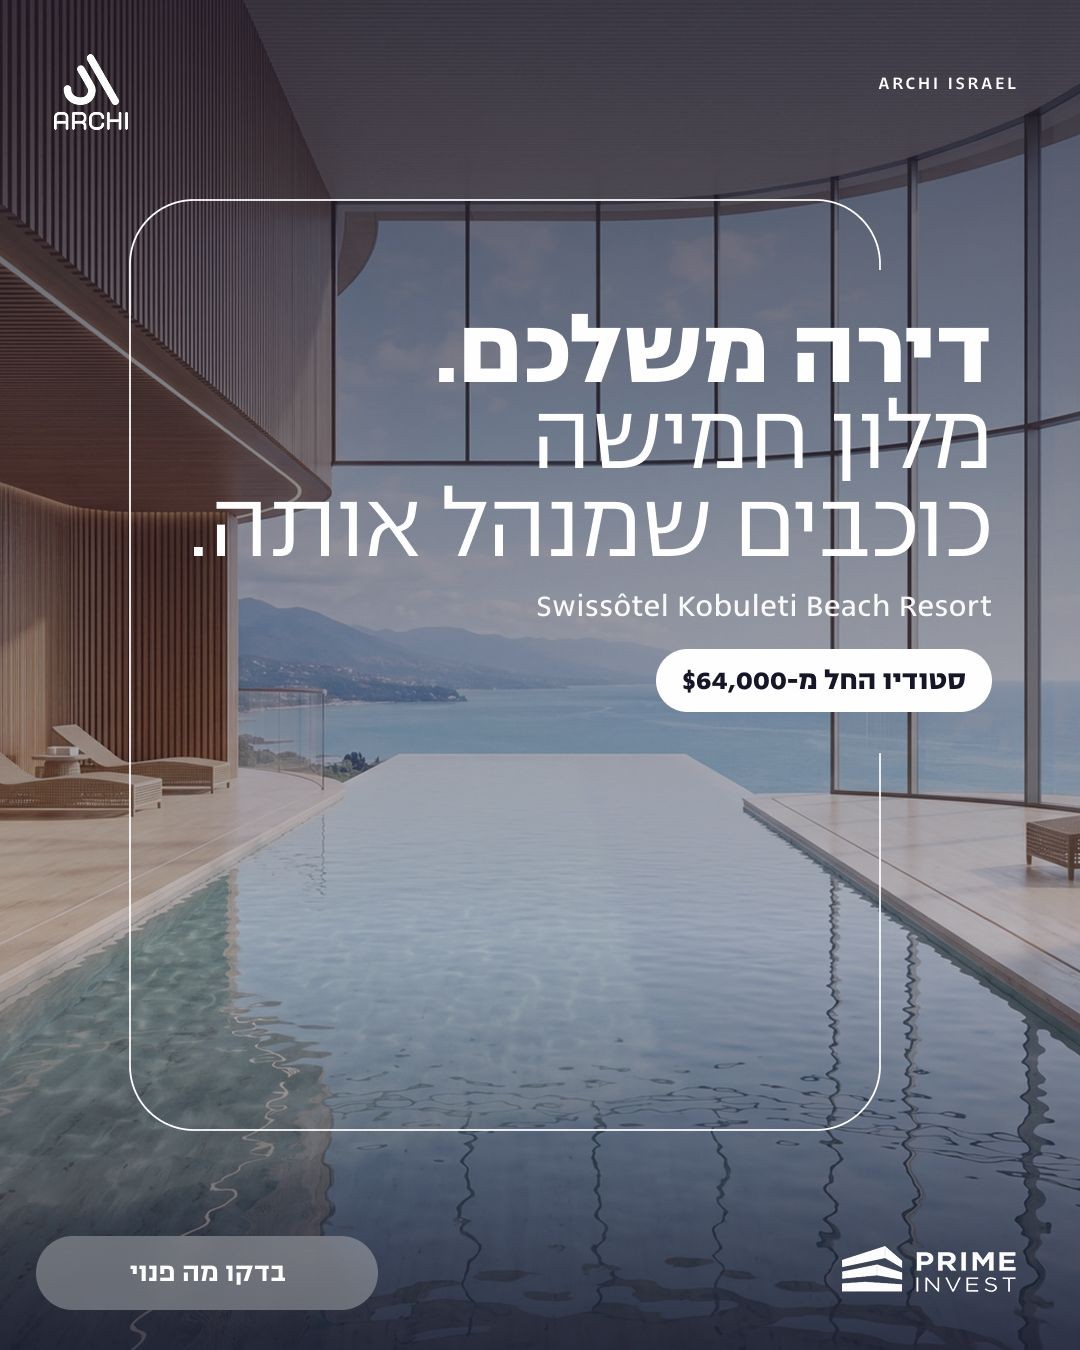 ARCHI
ARCHI ISRAEL
דירה משלכם.
מלון חמישה
כוכבים שמנהל אותה.
Swissôtel Kobuleti Beach Resort
סטודיו החל מ-$64,000
בדקו מה פנוי
PRIME
INVEST